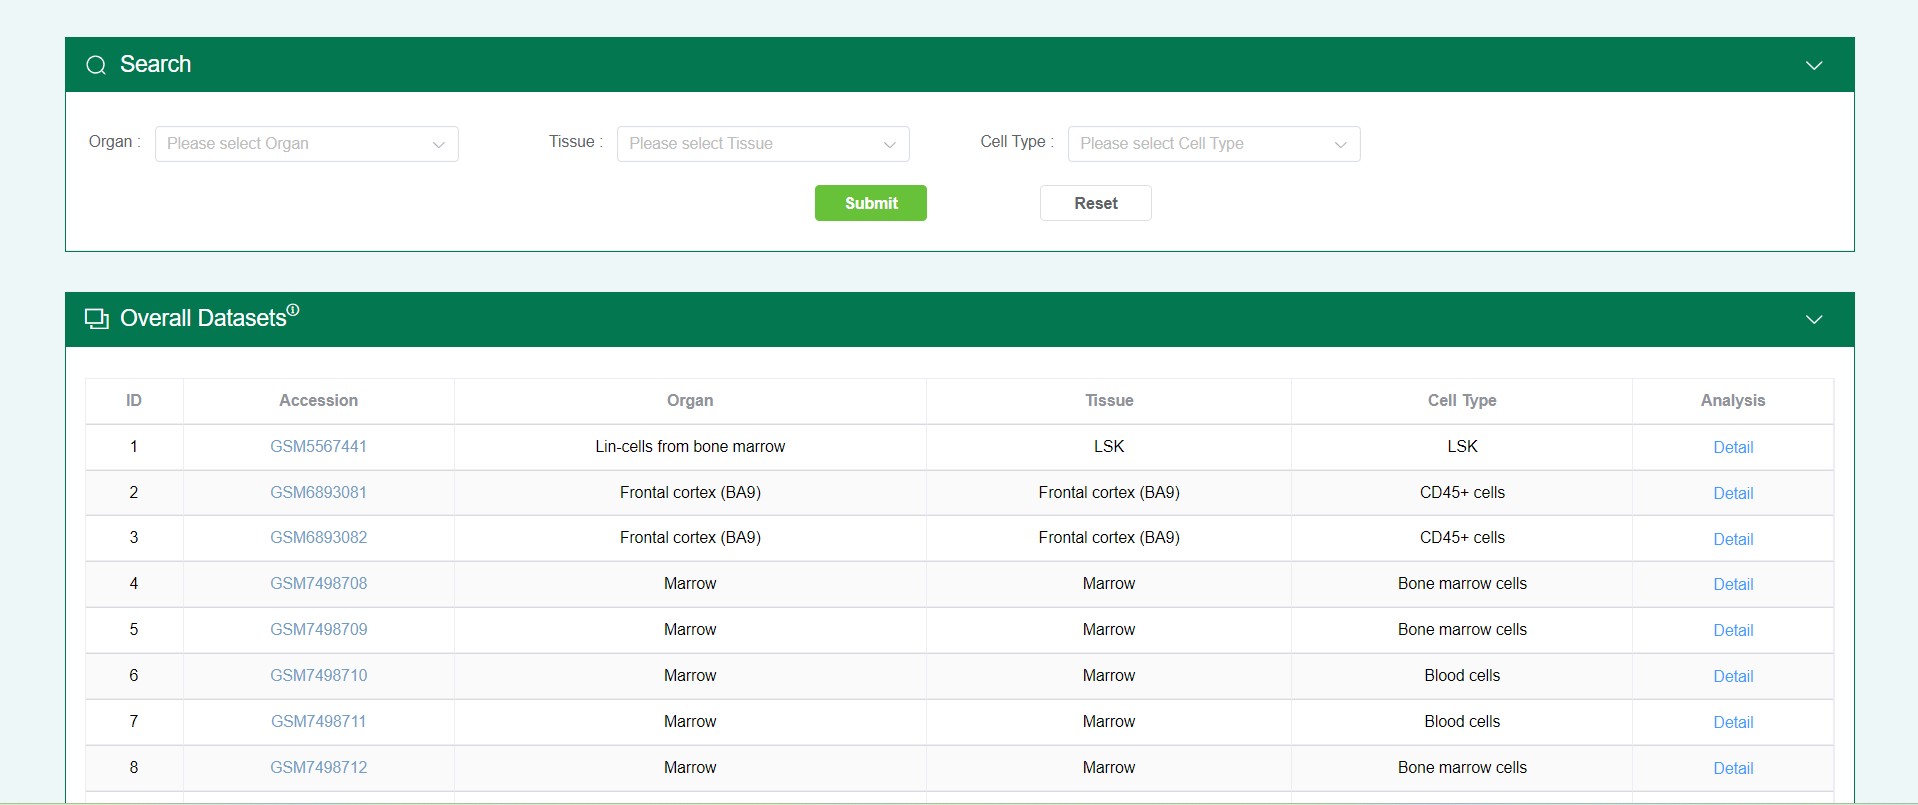 Search
Organ : Please select Organ Tissue : Please select Tissue Cell Type : Please select Cell Type
Submit Reset
Overall Datasets
ID Accession Organ Tissue Cell Type Analysis
1 GSM5567441 Lin-cells from bone marrow LSK LSK Detail
2 GSM6893081 Frontal cortex (BA9) Frontal cortex (BA9) CD45+ cells Detail
3 GSM6893082 Frontal cortex (BA9) Frontal cortex (BA9) CD45+ cells Detail
4 GSM7498708 Marrow Marrow Bone marrow cells Detail
5 GSM7498709 Marrow Marrow Bone marrow cells Detail
6 GSM7498710 Marrow Marrow Blood cells Detail
7 GSM7498711 Marrow Marrow Blood cells Detail
8 GSM7498712 Marrow Marrow Bone marrow cells Detail